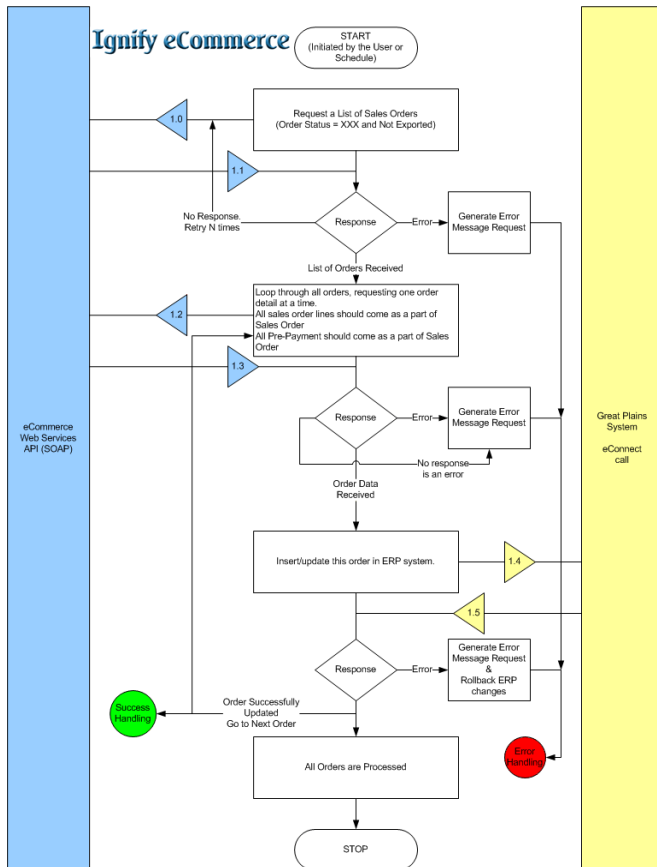 Ignify eCommerce
START
(Initiated by the User or
Schedule)
1.0
Request a List of Sales Orders
(Order Status = XXX and Not Exported)
1.1
No Response.
Retry N times
Response
Error
Generate Error
Message Request
List of Orders Received
Loop through all orders, requesting one order
detail at a time.
All sales order lines should come as a part of
Sales Order
All Pre-Payment should come as a part of Sales
Order
1.2
1.3
Response
Error
Generate Error
Message Request
eCommerce
Web Services
API (SOAP)
Great Plains
System
eConnect
call
No response
is an error
Order Data
Received
Insert/update this order in ERP system.
1.4
1.5
Response
Error
Generate Error
Message Request
&
Rollback ERP
changes
Success
Handling
Order Successfully
Updated
Go to Next Order
All Orders are Processed
Error
Handling
STOP